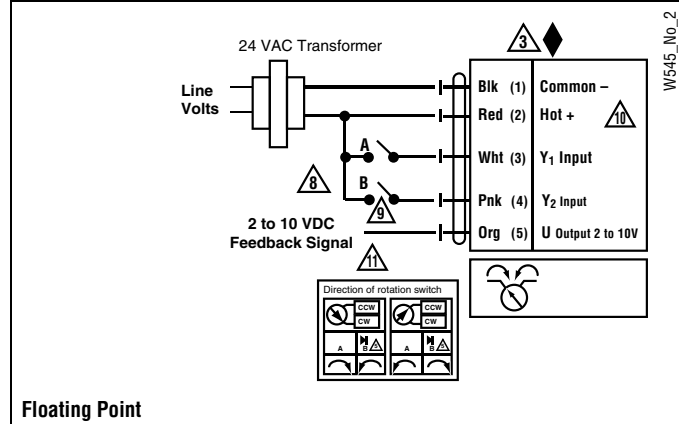 W545_No_2
24 VAC Transformer
3
Line
Volts
Blk (1) Common –
Red (2) Hot +
10
A
Wht (3) Y₁ Input
8
B
9
Pnk (4) Y₂ Input
2 to 10 VDC
Feedback Signal
Org (5) U Output 2 to 10V
11
Direction of rotation switch
CCW CCW
CW CW
A B 5 A B 5
Floating Point